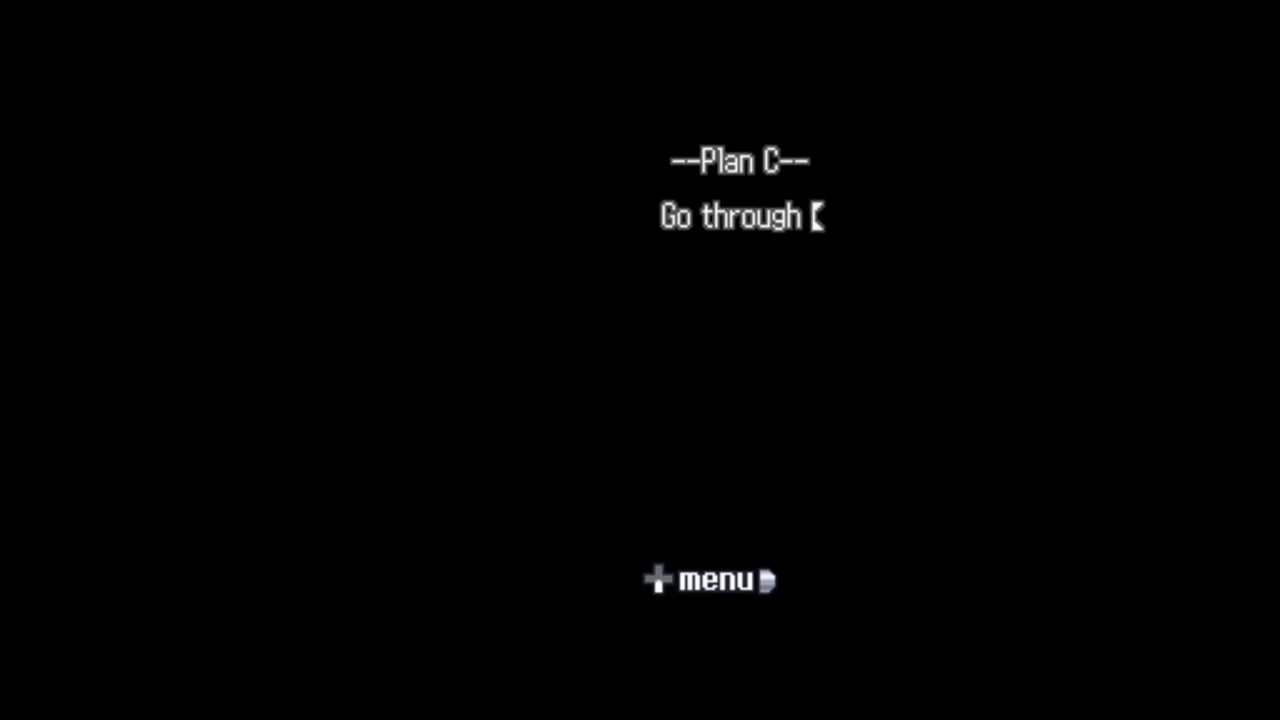 --Plan C--
Go through 【
menu